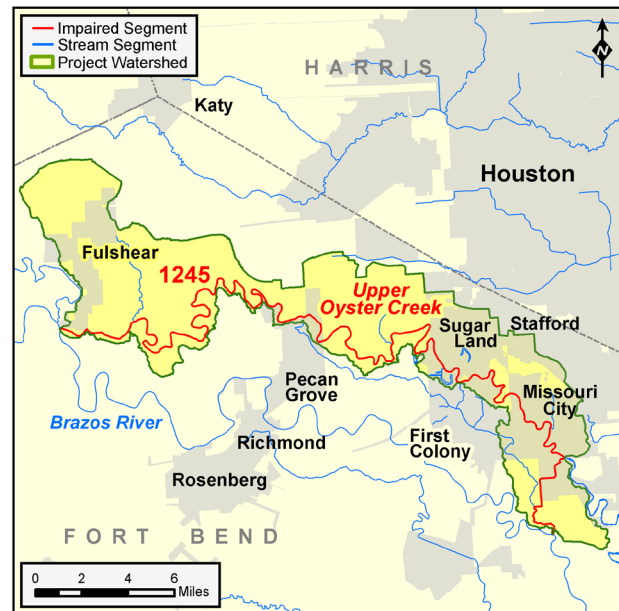 Impaired Segment
Stream Segment
Project Watershed
N
HARRIS
Katy
Houston
Fulshear
1245
Upper
Oyster Creek
Sugar
Land
Stafford
Missouri
City
Pecan
Grove
Brazos River
Richmond
First
Colony
Rosenberg
FORT BEND
0 2 4 6
Miles